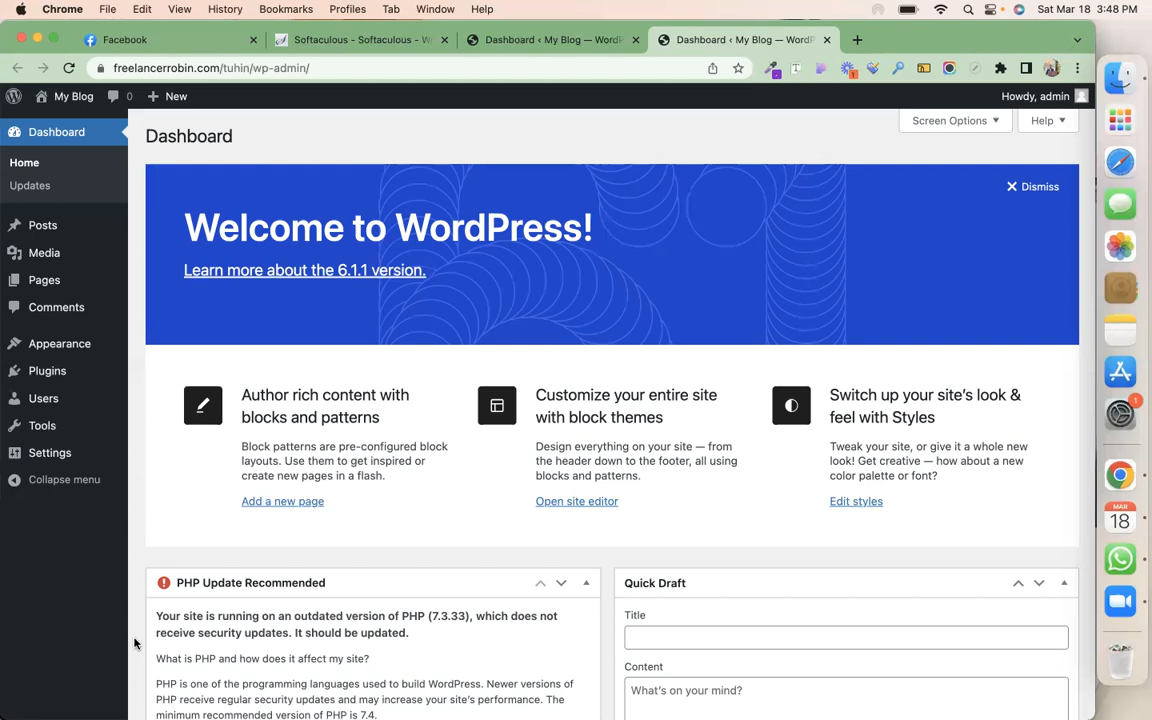 Chrome File Edit View History Bookmarks Profiles Tab Window Help Sat Mar 18 3:48 PM
Facebook
Softaculous - Softaculous - W
Dashboard ‹ My Blog — WordP
Dashboard ‹ My Blog — WordP
freelancerrobin.com/tuhin/wp-admin/
My Blog 0 New Howdy, admin
Dashboard
Home
Updates
Posts
Media
Pages
Comments
Appearance
Plugins
Users
Tools
Settings
Collapse menu
Dashboard
Screen Options
Help
Dismiss
Welcome to WordPress!
Learn more about the 6.1.1 version.
Author rich content with
blocks and patterns
Block patterns are pre-configured block
layouts. Use them to get inspired or
create new pages in a flash.
Add a new page
Customize your entire site
with block themes
Design everything on your site — from
the header down to the footer, all using
blocks and patterns.
Open site editor
Switch up your site's look &
feel with Styles
Tweak your site, or give it a whole new
look! Get creative — how about a new
color palette or font?
Edit styles
PHP Update Recommended
Your site is running on an outdated version of PHP (7.3.33), which does not
receive security updates. It should be updated.
What is PHP and how does it affect my site?
PHP is one of the programming languages used to build WordPress. Newer versions of
PHP receive regular security updates and may increase your site's performance. The
minimum recommended version of PHP is 7.4.
Quick Draft
Title
Content
What's on your mind?
1
MAR
18